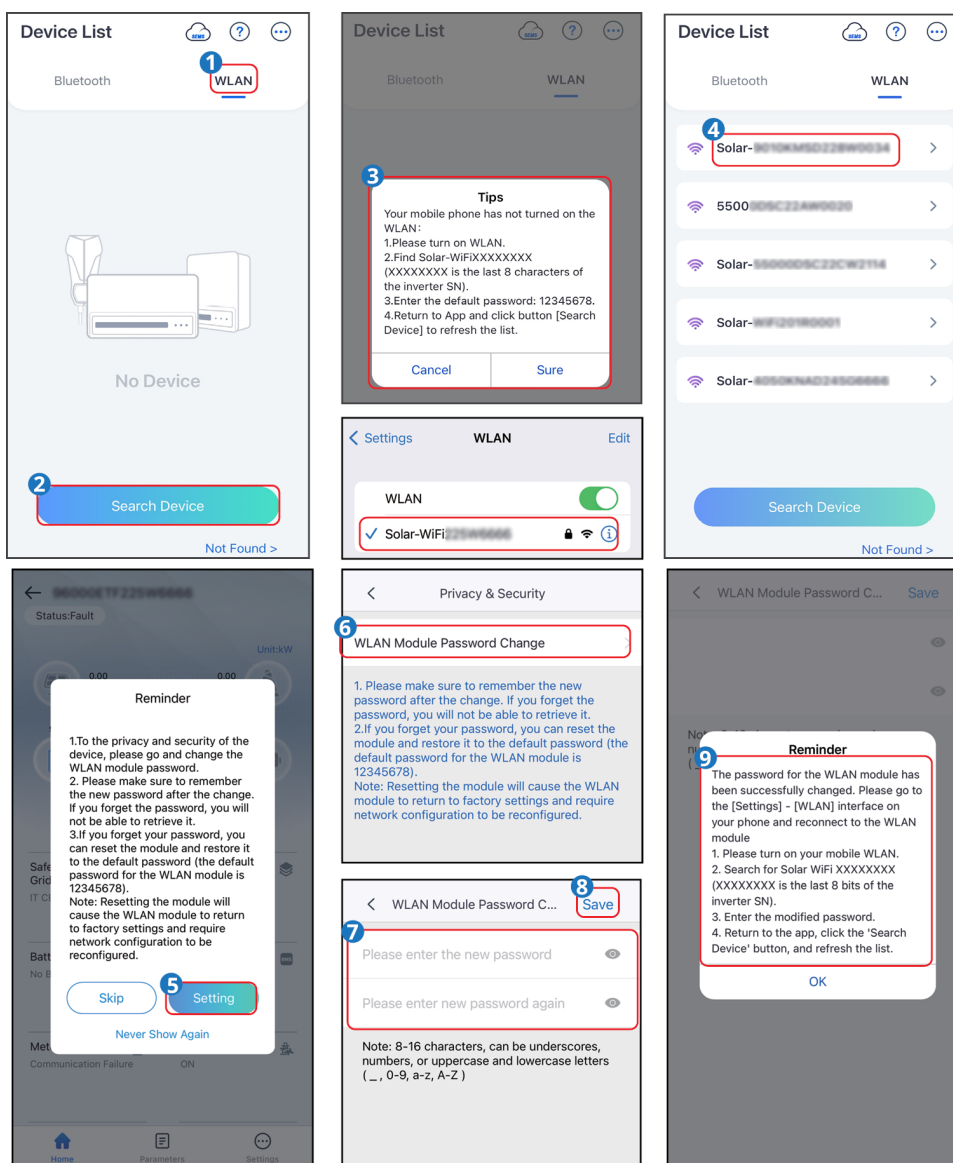 Device List
SEMS
?
1
Bluetooth
WLAN
No Device
2
Search Device
Not Found >
Device List
SEMS
?
Bluetooth
WLAN
3
Tips
Your mobile phone has not turned on the
WLAN:
1.Please turn on WLAN.
2.Find Solar-WiFiXXXXXXXX
(XXXXXXXX is the last 8 characters of
the inverter SN).
3.Enter the default password: 12345678.
4.Return to App and click button [Search
Device] to refresh the list.
Cancel
Sure
Settings
WLAN
Edit
WLAN
Solar-WiFi
Device List
SEMS
?
Bluetooth
WLAN
4
Solar-
5500
Solar-
Solar-
Solar-
Search Device
Not Found >
Status:Fault
Unit:kW
0.00
0.00
Reminder
1.To the privacy and security of the
device, please go and change the
WLAN module password.
2. Please make sure to remember
the new password after the change.
If you forget the password, you will
not be able to retrieve it.
3.If you forget your password, you
can reset the module and restore it
to the default password (the default
password for the WLAN module is
12345678).
Note: Resetting the module will
cause the WLAN module to return
to factory settings and require
network configuration to be
reconfigured.
5
Skip
Setting
Never Show Again
Communication Failure
ON
Home
Parameters
Settings
Privacy & Security
6
WLAN Module Password Change
1. Please make sure to remember the new
password after the change. If you forget the
password, you will not be able to retrieve it.
2.If you forget your password, you can reset the
module and restore it to the default password (the
default password for the WLAN module is
12345678).
Note: Resetting the module will cause the WLAN
module to return to factory settings and require
network configuration to be reconfigured.
8
WLAN Module Password C...
Save
7
Please enter the new password
Please enter new password again
Note: 8-16 characters, can be underscores,
numbers, or uppercase and lowercase letters
( _ , 0-9, a-z, A-Z )
WLAN Module Password C...
Save
Reminder
9
The password for the WLAN module has
been successfully changed. Please go to
the [Settings] - [WLAN] interface on
your phone and reconnect to the WLAN
module
1. Please turn on your mobile WLAN.
2. Search for Solar WiFi XXXXXXXX
(XXXXXXXX is the last 8 bits of the
inverter SN).
3. Enter the modified password.
4. Return to the app, click the 'Search
Device' button, and refresh the list.
OK